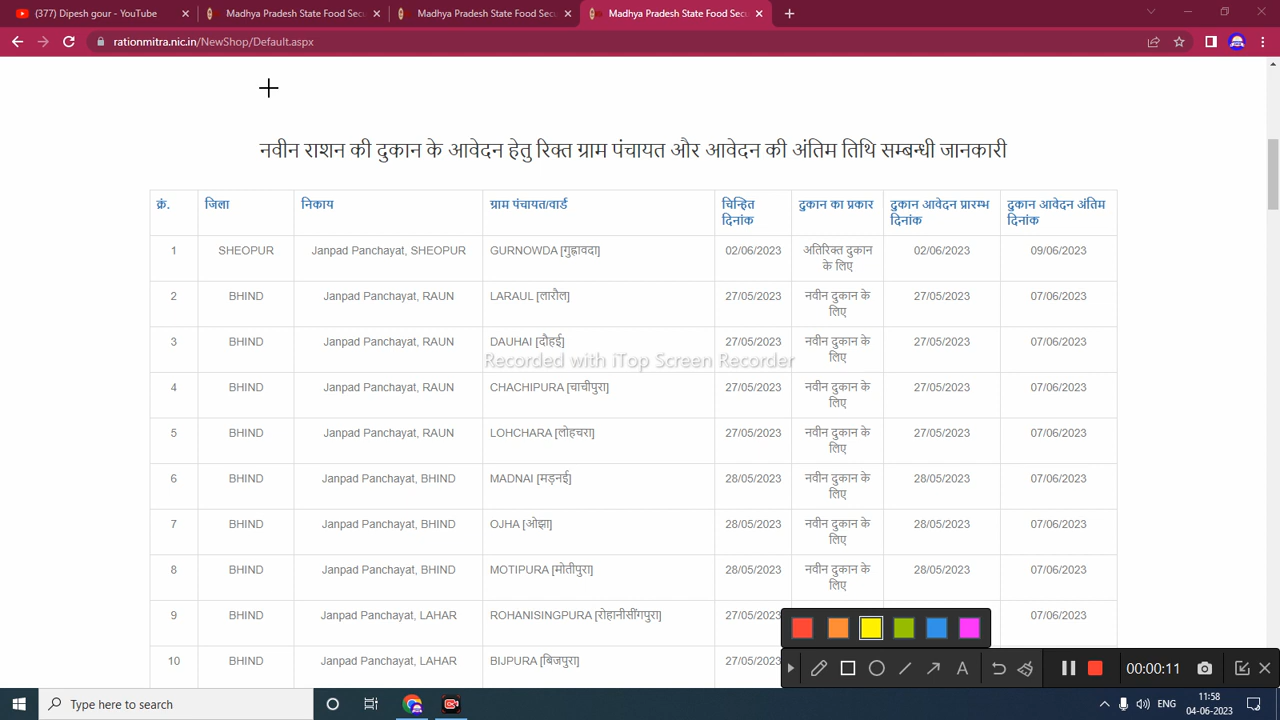 (377) Dipesh gour - YouTube
Madhya Pradesh State Food Sec
Madhya Pradesh State Food Sec
Madhya Pradesh State Food Sec
rationmitra.nic.in/NewShop/Default.aspx
नवीन राशन की दुकान के आवेदन हेतु रिक्त ग्राम पंचायत और आवेदन की अंतिम तिथि सम्बन्धी जानकारी
क्रं. जिला निकाय ग्राम पंचायत/वार्ड चिन्हित दिनांक दुकान का प्रकार दुकान आवेदन प्रारम्भ दिनांक दुकान आवेदन अंतिम दिनांक
1 SHEOPUR Janpad Panchayat, SHEOPUR GURNOWDA [गुह्रावदा] 02/06/2023 अतिरिक्त दुकान के लिए 02/06/2023 09/06/2023
2 BHIND Janpad Panchayat, RAUN LARAUL [लारौल] 27/05/2023 नवीन दुकान के लिए 27/05/2023 07/06/2023
3 BHIND Janpad Panchayat, RAUN DAUHAI [दौहई] 27/05/2023 नवीन दुकान के लिए 27/05/2023 07/06/2023
Recorded with iTop Screen Recorder
4 BHIND Janpad Panchayat, RAUN CHACHIPURA [चाचीपुरा] 27/05/2023 नवीन दुकान के लिए 27/05/2023 07/06/2023
5 BHIND Janpad Panchayat, RAUN LOHCHARA [लोहचरा] 27/05/2023 नवीन दुकान के लिए 27/05/2023 07/06/2023
6 BHIND Janpad Panchayat, BHIND MADNAI [मड़नई] 28/05/2023 नवीन दुकान के लिए 28/05/2023 07/06/2023
7 BHIND Janpad Panchayat, BHIND OJHA [ओझा] 28/05/2023 नवीन दुकान के लिए 28/05/2023 07/06/2023
8 BHIND Janpad Panchayat, BHIND MOTIPURA [मोतीपुरा] 28/05/2023 नवीन दुकान के लिए 28/05/2023 07/06/2023
9 BHIND Janpad Panchayat, LAHAR ROHANISINGPURA [रोहानीसींगपुरा] 27/05/2023 07/06/2023
10 BHIND Janpad Panchayat, LAHAR BIJPURA [बिजपुरा] 27/05/2023
A 00:00:11
Type here to search
ENG
11:58
04-06-2023